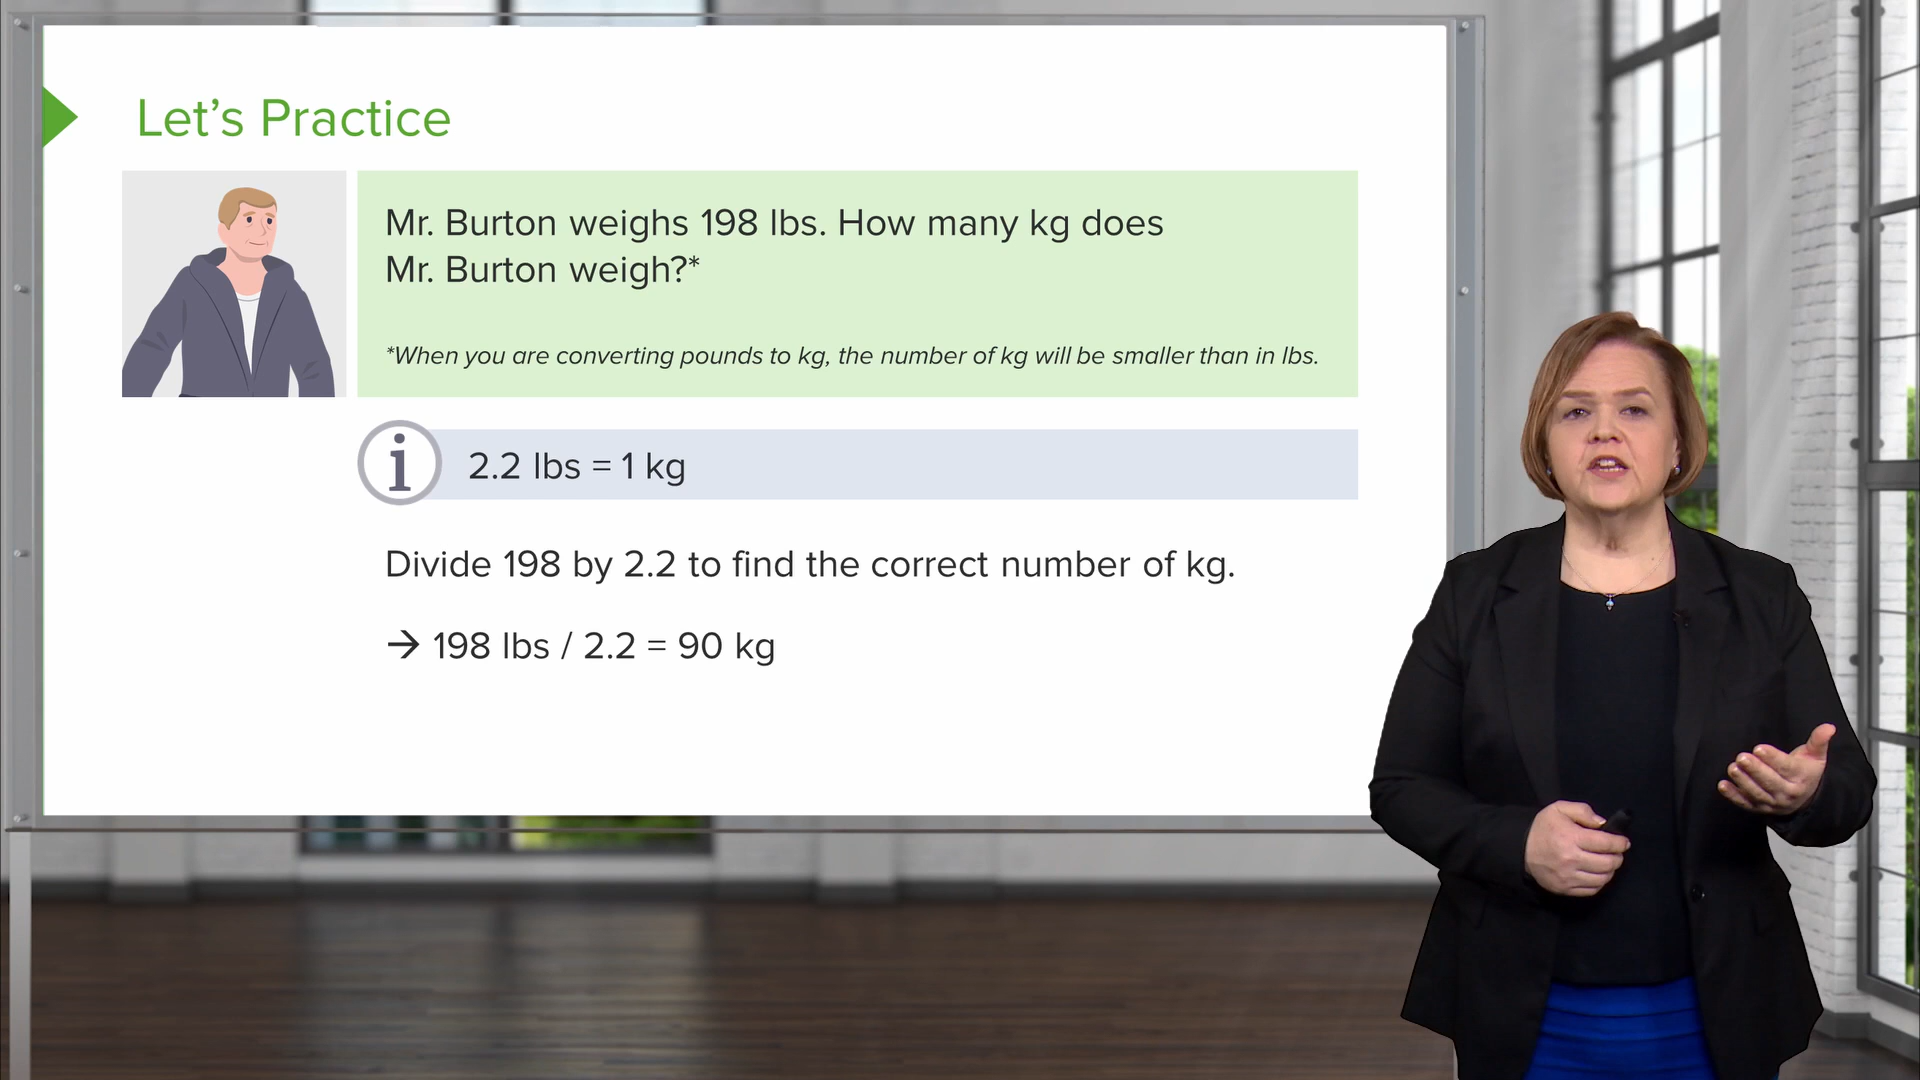 Let’s Practice
Mr. Burton weighs 198 lbs. How many kg does
Mr. Burton weigh?*
*When you are converting pounds to kg, the number of kg will be smaller than in lbs.
i
2.2 lbs = 1 kg
Divide 198 by 2.2 to find the correct number of kg.
→ 198 lbs / 2.2 = 90 kg